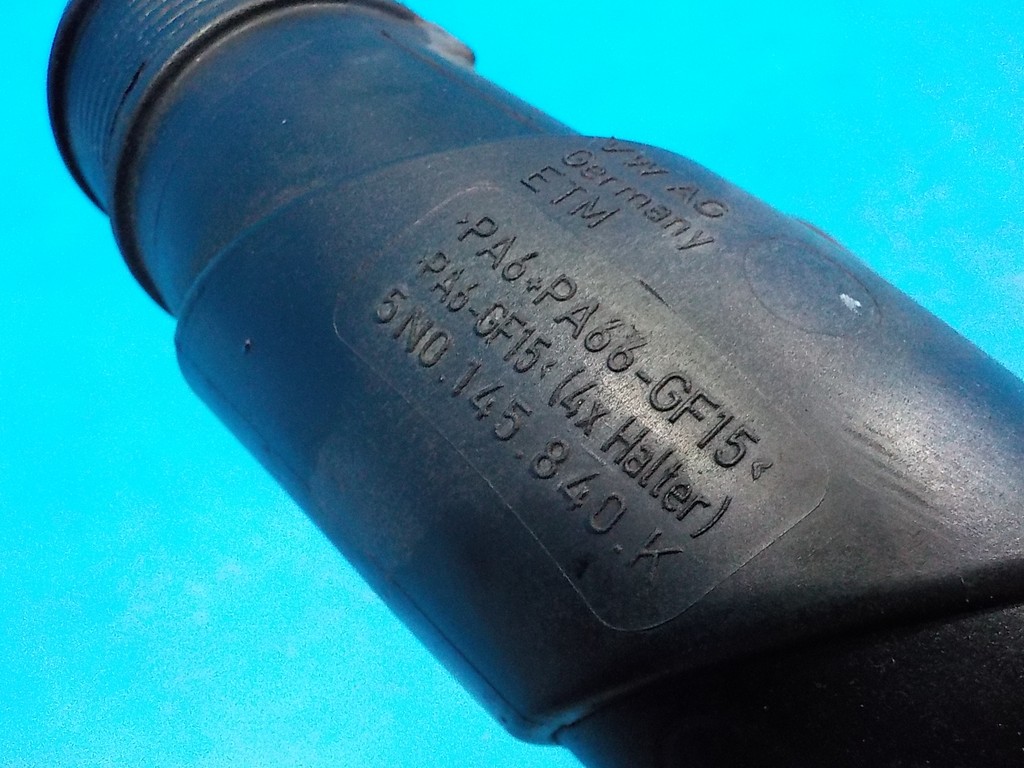 VW AG
Germany
ETM
>PA6+PA66-GF15<
>PA6-GF15< (4x Halter)
5N0.145.840.K